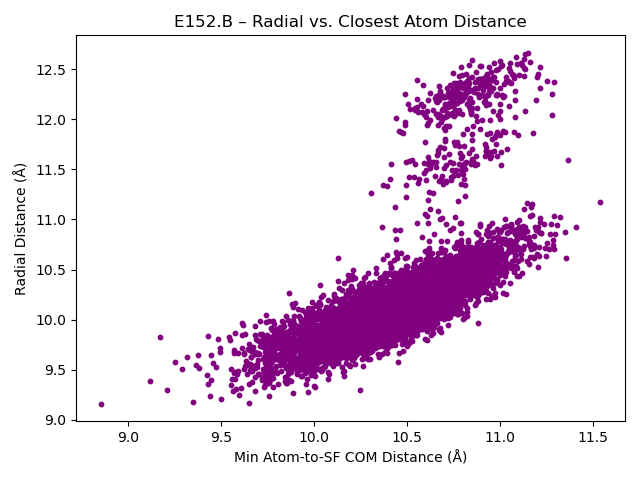 E152.B – Radial vs. Closest Atom Distance
12.5
12.0
11.5
11.0
10.5
10.0
9.5
9.0
Radial Distance (Å)
9.0 9.5 10.0 10.5 11.0 11.5
Min Atom-to-SF COM Distance (Å)